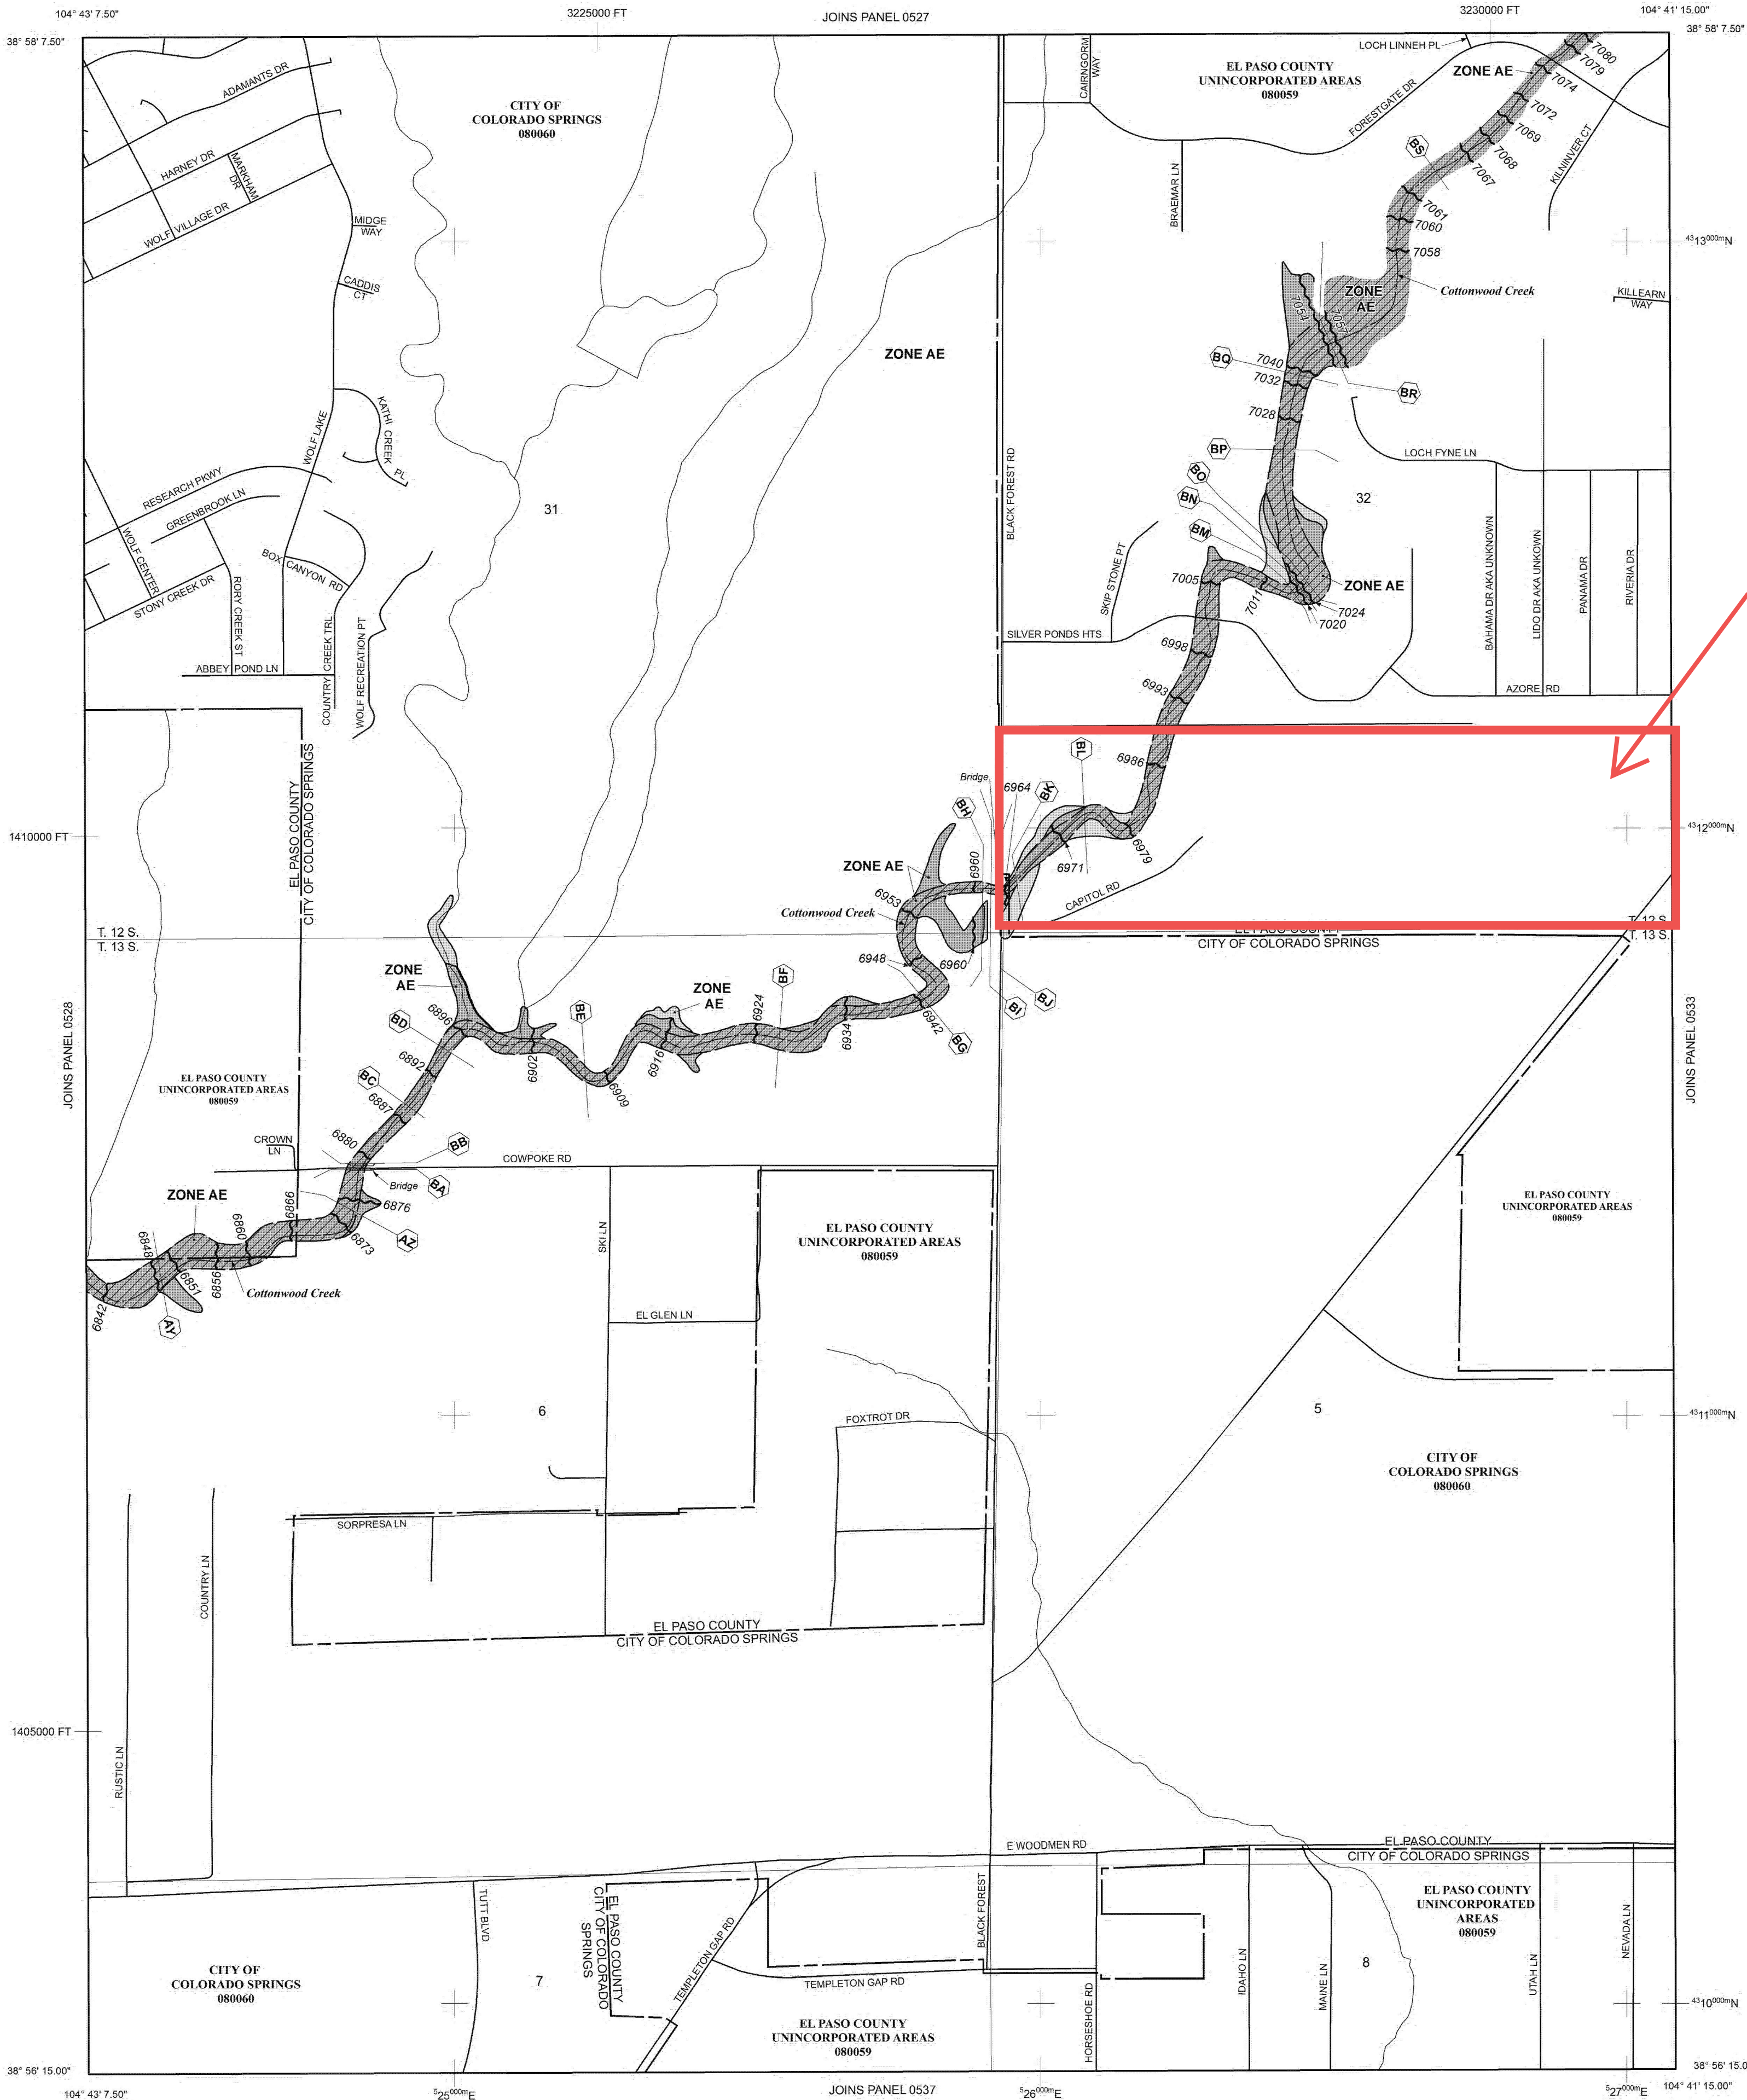 104° 43' 7.50"
3225000 FT
JOINS PANEL 0527
3230000 FT
104° 41' 15.00"
38° 58' 7.50"
38° 58' 7.50"
ADAMANTS DR
HARNEY DR
MARKHAM
DR
WOLF VILLAGE DR
MIDGE
WAY
CADDIS
CT
CITY OF
COLORADO SPRINGS
080060
CAIRNGORM
WAY
EL PASO COUNTY
UNINCORPORATED AREAS
080059
LOCH LINNEH PL
ZONE AE
FORESTGATE DR
BRAEMAR LN
KILNINVER CT
7080
7079
7074
7072
7069
7068
7067
BS
7061
7060
7058
4313000mN
Cottonwood Creek
KILLEARN
WAY
ZONE
AE
7054
7057
ZONE AE
BQ
7040
7032
BR
7028
BP
LOCH FYNE LN
BO
BN
BM
32
31
WOLF LAKE
KATHI CREEK
PL
RESEARCH PKWY
GREENBROOK LN
WOLF CENTER
STONY CREEK DR
BOX CANYON RD
RORY CREEK ST
ABBEY POND LN
COUNTRY CREEK TRL
WOLF RECREATION PT
BLACK FOREST RD
SKIP STONE PT
7005
7011
ZONE AE
7024
7020
SILVER PONDS HTS
6998
6993
BAHAMA DR AKA UNKNOWN
LIDO DR AKA UNKOWN
PANAMA DR
RIVERIA DR
AZORE RD
EL PASO COUNTY
CITY OF COLORADO SPRINGS
1410000 FT
BL
6986
Bridge
6964
BK
BH
6960
6971
6979
4312000mN
CAPITOL RD
ZONE AE
6953
Cottonwood Creek
T. 12 S.
T. 13 S.
T. 12 S.
T. 13 S.
EL PASO COUNTY
CITY OF COLORADO SPRINGS
6948
6960
BJ
BI
6942
BG
ZONE
AE
BD
6896
BE
ZONE
AE
6924
BF
6934
6902
6909
6916
6892
BC
6887
JOINS PANEL 0528
JOINS PANEL 0533
EL PASO COUNTY
UNINCORPORATED AREAS
080059
CROWN
LN
6880
BB
COWPOKE RD
Bridge
BA
6876
ZONE AE
6866
6860
6848
AZ
6873
6851
6856
Cottonwood Creek
6842
AY
SKI LN
EL PASO COUNTY
UNINCORPORATED AREAS
080059
EL PASO COUNTY
UNINCORPORATED AREAS
080059
EL GLEN LN
6
FOXTROT DR
5
4311000mN
CITY OF
COLORADO SPRINGS
080060
SORPRESA LN
COUNTRY LN
EL PASO COUNTY
CITY OF COLORADO SPRINGS
1405000 FT
RUSTIC LN
E WOODMEN RD
EL PASO COUNTY
CITY OF COLORADO SPRINGS
TUTT BLVD
EL PASO COUNTY
CITY OF COLORADO
SPRINGS
TEMPLETON GAP RD
BLACK FOREST
EL PASO COUNTY
UNINCORPORATED
AREAS
080059
CITY OF
COLORADO SPRINGS
080060
7
TEMPLETON GAP RD
HORSESHOE RD
IDAHO LN
MAINE LN
8
UTAH LN
NEVADA LN
4310000mN
EL PASO COUNTY
UNINCORPORATED AREAS
080059
38° 56' 15.00"
38° 56' 15.0
104° 43' 7.50"
525000mE
JOINS PANEL 0537
526000mE
527000mE
104° 41' 15.00"